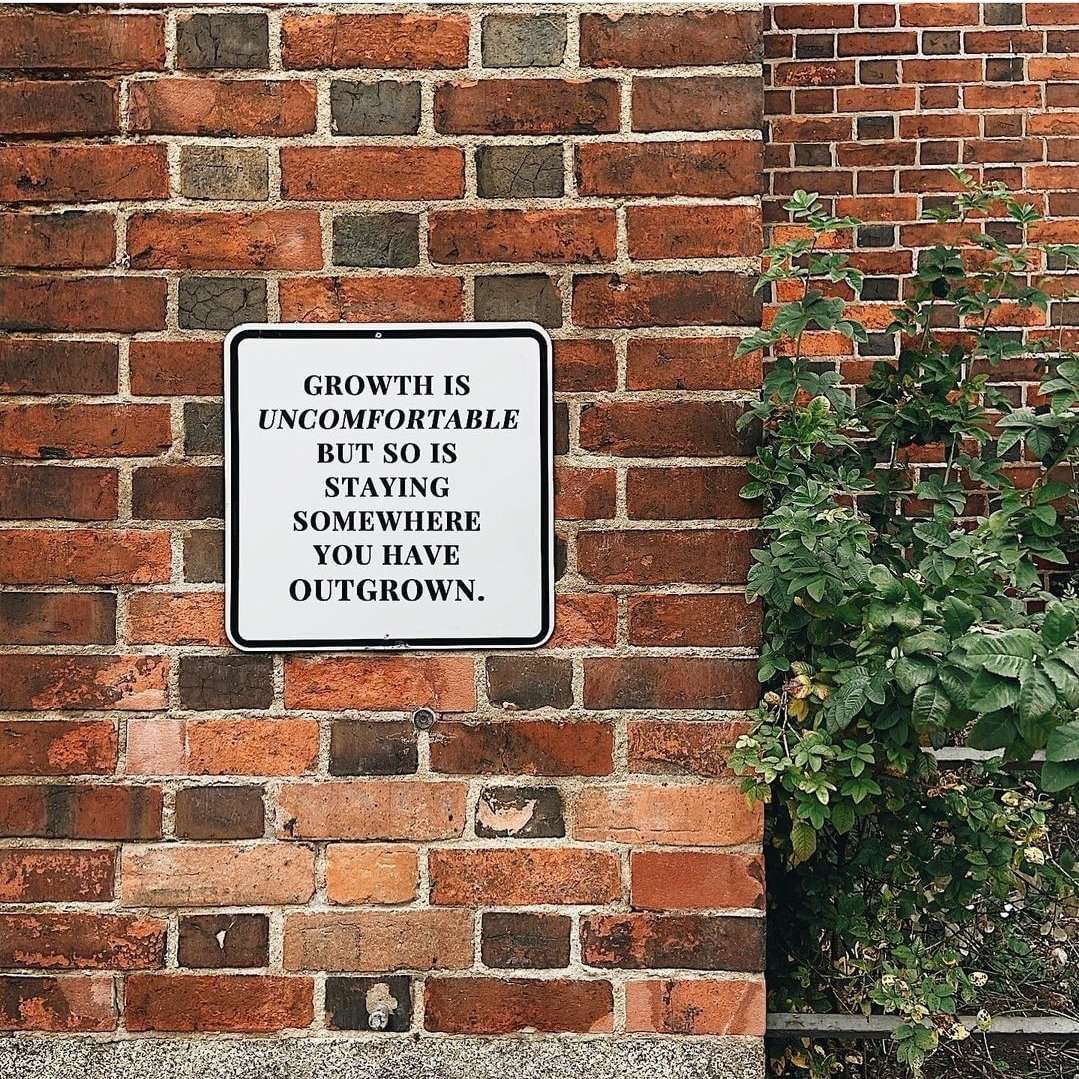 GROWTH IS
UNCOMFORTABLE
BUT SO IS
STAYING
SOMEWHERE
YOU HAVE
OUTGROWN.